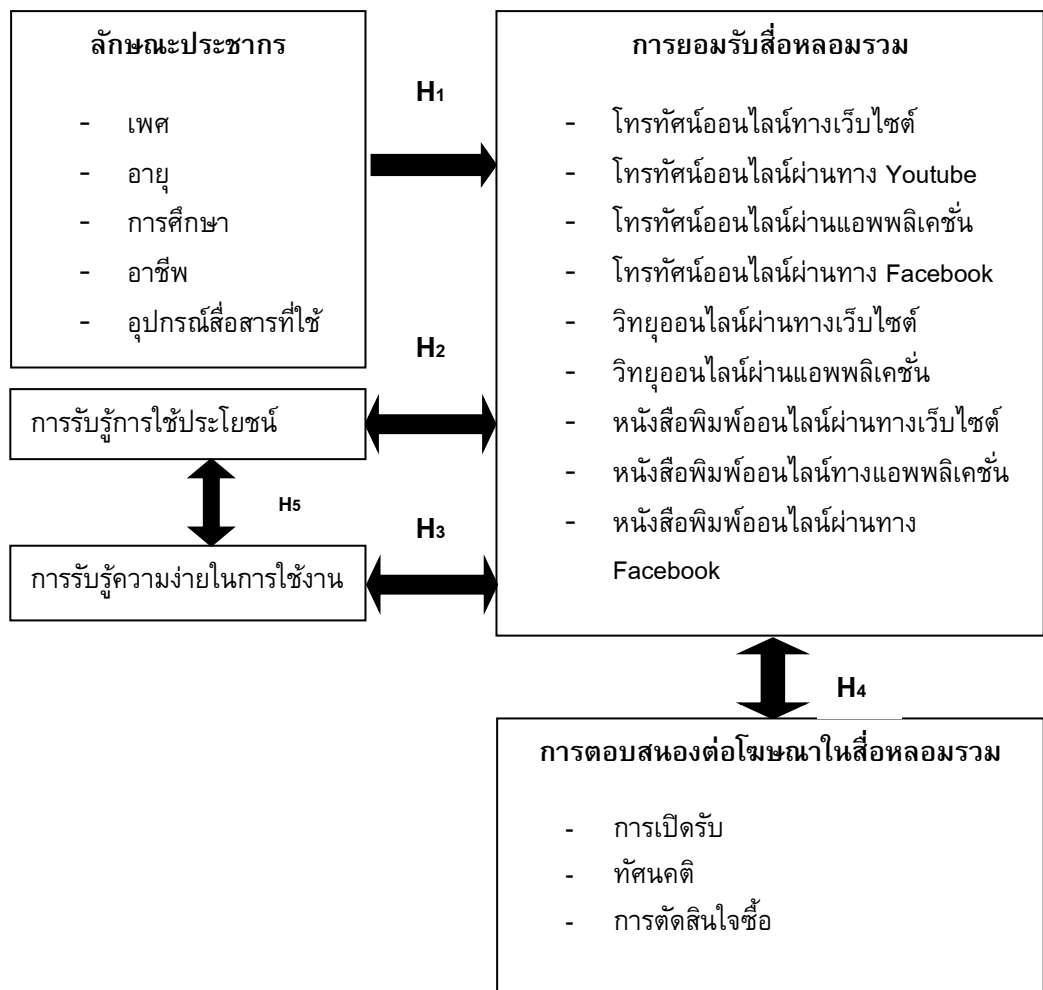 ลักษณะประชากร
- เพศ
- อายุ
- การศึกษา
- อาชีพ
- อุปกรณ์สื่อสารที่ใช้
H1
การยอมรับสื่อหลอมรวม
- โทรทัศน์ออนไลน์ทางเว็บไซต์
- โทรทัศน์ออนไลน์ผ่านทาง Youtube
- โทรทัศน์ออนไลน์ผ่านแอพพลิเคชั่น
- โทรทัศน์ออนไลน์ผ่านทาง Facebook
- วิทยุออนไลน์ผ่านทางเว็บไซต์
- วิทยุออนไลน์ผ่านแอพพลิเคชั่น
- หนังสือพิมพ์ออนไลน์ผ่านทางเว็บไซต์
- หนังสือพิมพ์ออนไลน์ทางแอพพลิเคชั่น
- หนังสือพิมพ์ออนไลน์ผ่านทาง
Facebook
H2
การรับรู้การใช้ประโยชน์
H5
H3
การรับรู้ความง่ายในการใช้งาน
H4
การตอบสนองต่อโฆษณาในสื่อหลอมรวม
- การเปิดรับ
- ทัศนคติ
- การตัดสินใจซื้อ